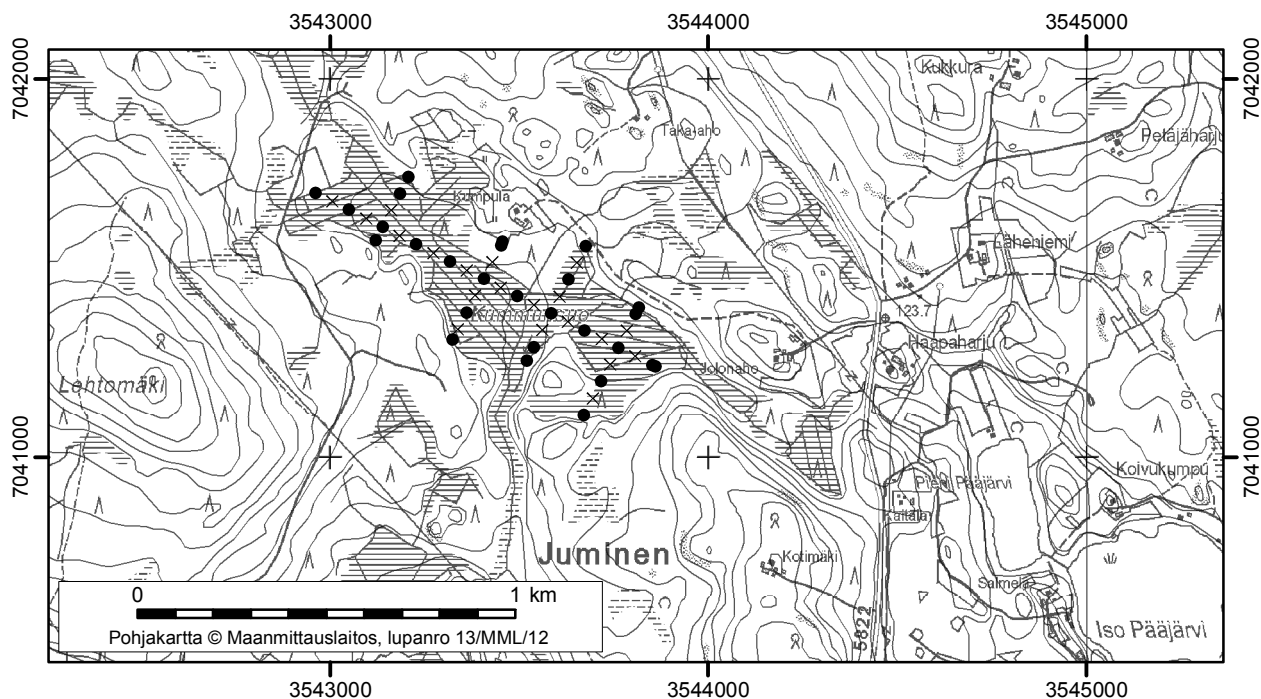 3543000 3544000 3545000
7042000 7042000
Kukkura
Taka-aho
Petäjäharju
Kumpula
Läheniemi
123.7
Haapaharju
Jolonaho
Lehtomäki
7041000 7041000
Koivukumpu
Pieni Pääjärvi
Kaitala
Juminen
Kotimäki
Salmela
5822
Iso Pääjärvi
0 1 km
Pohjakartta © Maanmittauslaitos, lupanro 13/MML/12
3543000 3544000 3545000